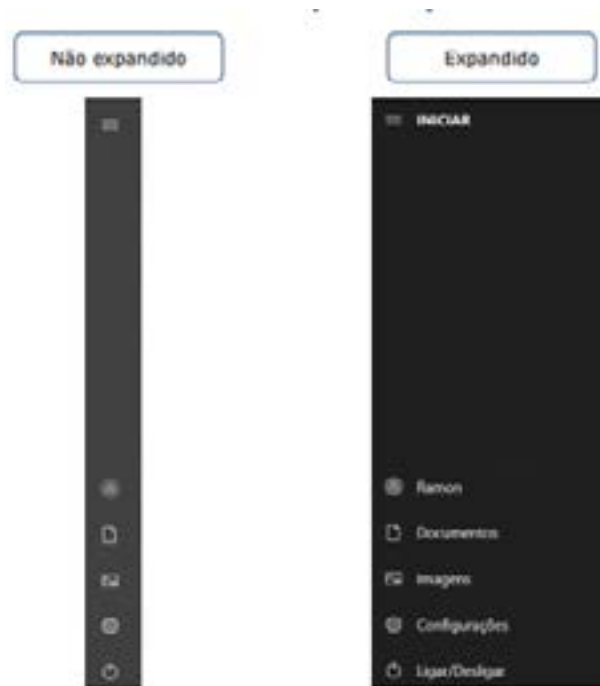 Não expandido
Expandido
INICIAR
Ramon
Documentos
Imagens
Configurações
Ligar/Desligar